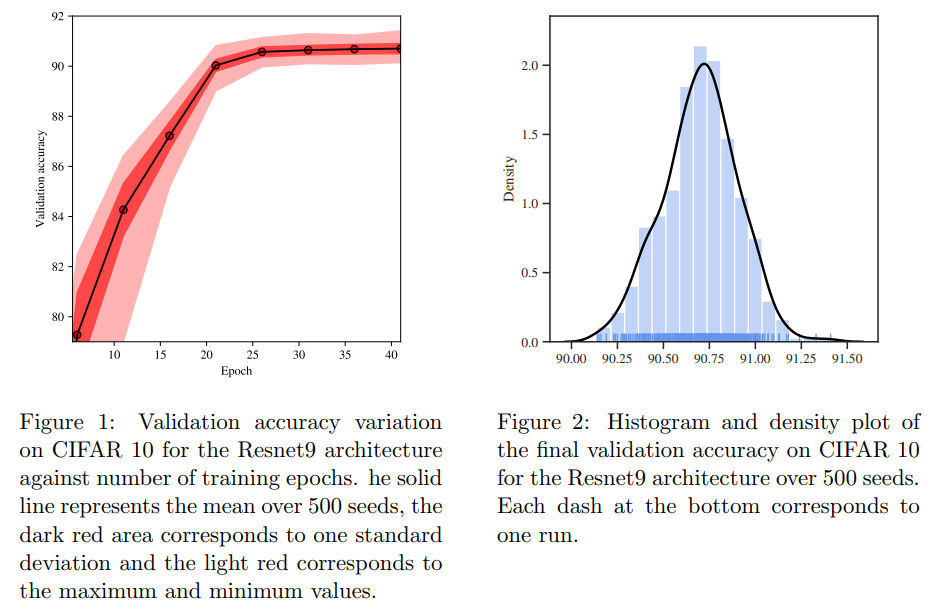 92
90
88
86
84
82
80
Validation accuracy
10 15 20 25 30 35 40
Epoch
2.0
1.5
1.0
0.5
0.0
Density
90.00 90.25 90.50 90.75 91.00 91.25 91.50
Figure 1: Validation accuracy variation
on CIFAR 10 for the Resnet9 architecture
against number of training epochs. he solid
line represents the mean over 500 seeds, the
dark red area corresponds to one standard
deviation and the light red corresponds to
the maximum and minimum values.
Figure 2: Histogram and density plot of
the final validation accuracy on CIFAR 10
for the Resnet9 architecture over 500 seeds.
Each dash at the bottom corresponds to
one run.